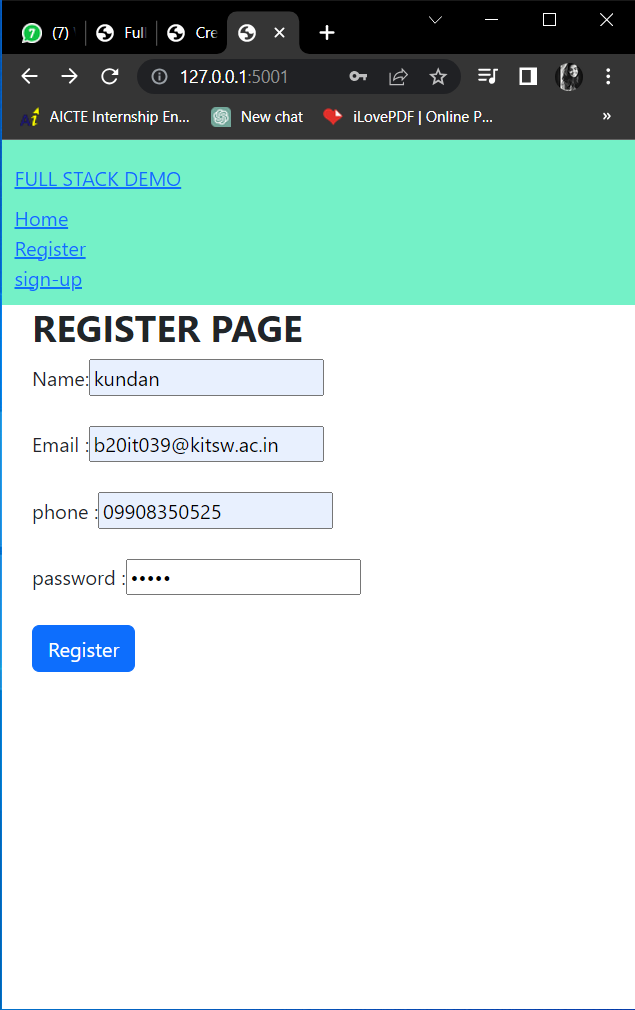 (7)
Ful
Cre
127.0.0.1:5001
AICTE Internship En...
New chat
iLovePDF | Online P...
»
FULL STACK DEMO
Home
Register
sign-up
REGISTER PAGE
Name: kundan
Email : b20it039@kitsw.ac.in
phone : 09908350525
password : •••••
Register